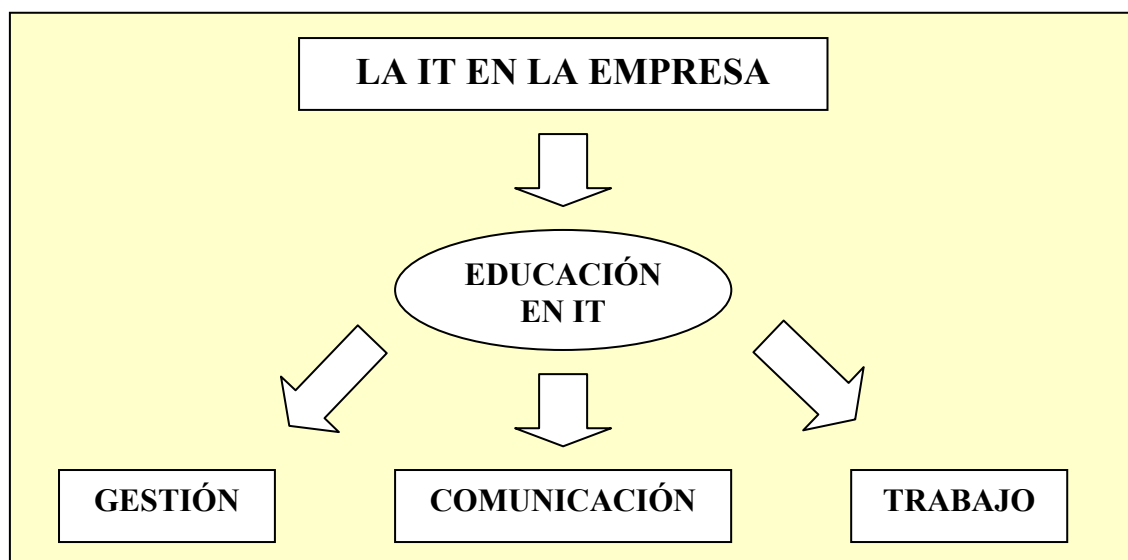 LA IT EN LA EMPRESA
EDUCACIÓN
EN IT
GESTIÓN
COMUNICACIÓN
TRABAJO